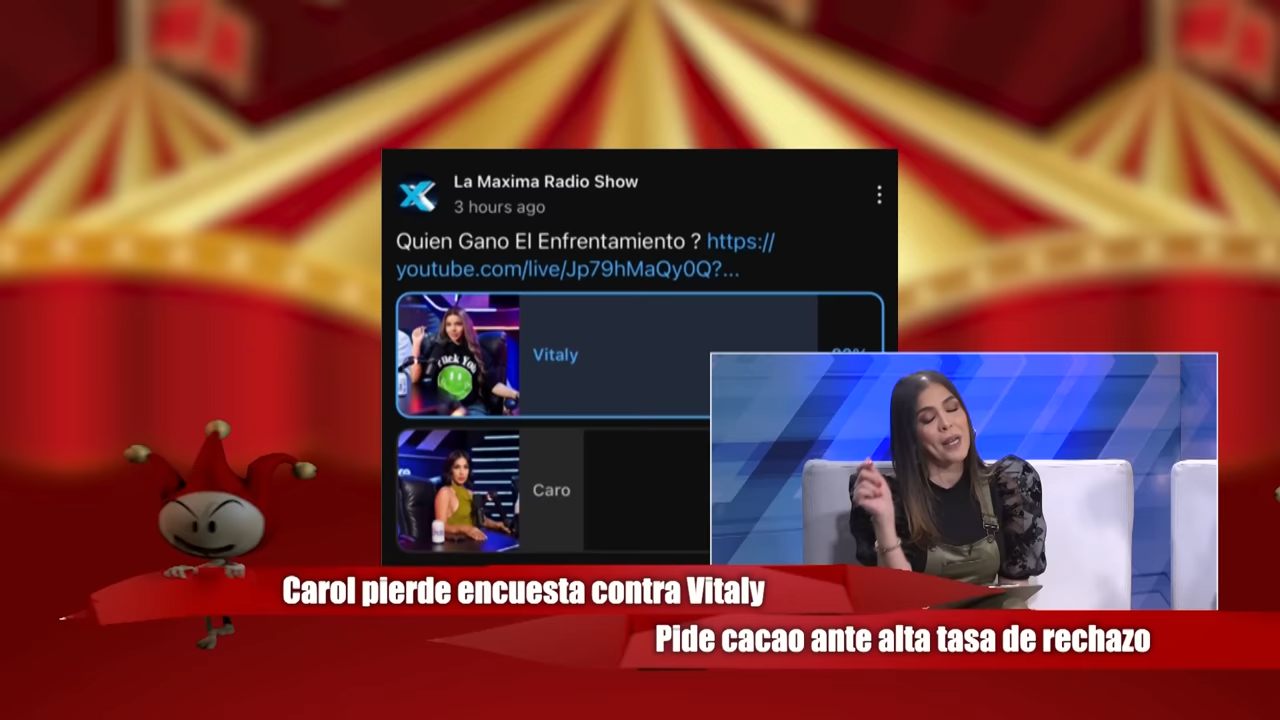 La Maxima Radio Show
3 hours ago
Quien Gano El Enfrentamiento ? https://
youtube.com/live/Jp79hMaQy0Q?...
Vitaly
Caro
Carol pierde encuesta contra Vitaly
Pide cacao ante alta tasa de rechazo